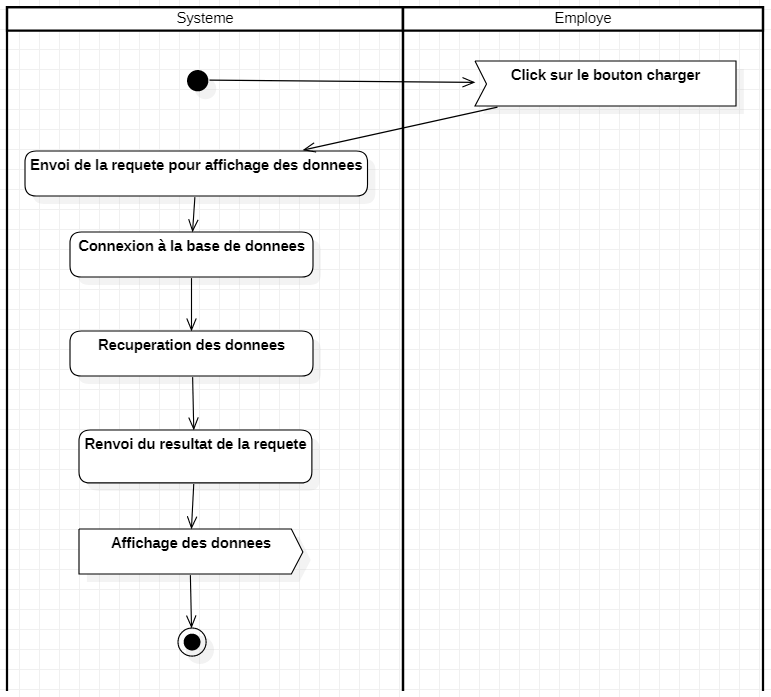 Systeme
Employe
Click sur le bouton charger
Envoi de la requete pour affichage des donnees
Connexion à la base de donnees
Recuperation des donnees
Renvoi du resultat de la requete
Affichage des donnees